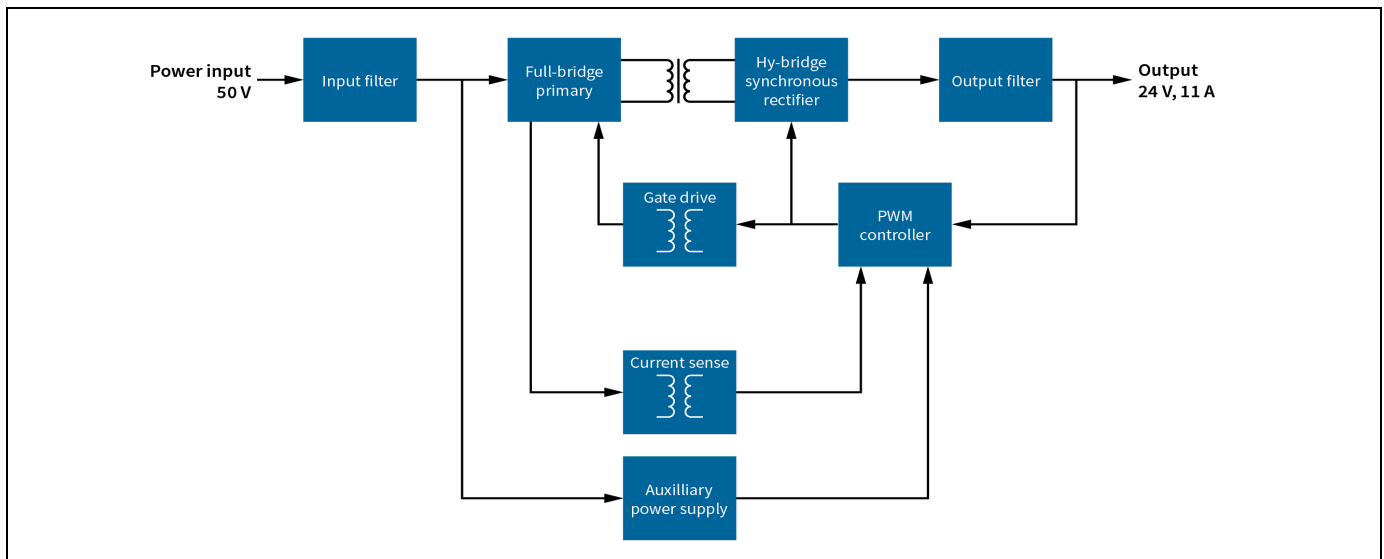 Power input
50 V
Input filter
Full-bridge
primary
Hy-bridge
synchronous
rectifier
Output filter
Output
24 V, 11 A
Gate drive
PWM
controller
Current sense
Auxilliary
power supply